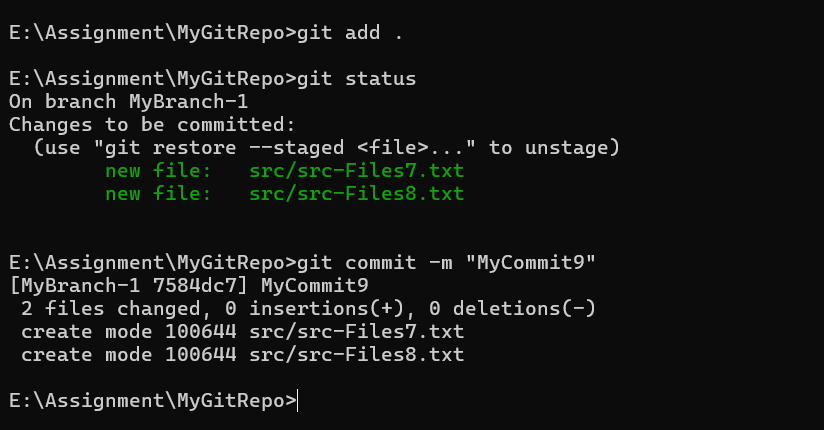 E:\Assignment\MyGitRepo>git add .
E:\Assignment\MyGitRepo>git status
On branch MyBranch-1
Changes to be committed:
  (use "git restore --staged <file>..." to unstage)
        new file:   src/src-Files7.txt
        new file:   src/src-Files8.txt
E:\Assignment\MyGitRepo>git commit -m "MyCommit9"
[MyBranch-1 7584dc7] MyCommit9
 2 files changed, 0 insertions(+), 0 deletions(-)
 create mode 100644 src/src-Files7.txt
 create mode 100644 src/src-Files8.txt
E:\Assignment\MyGitRepo>